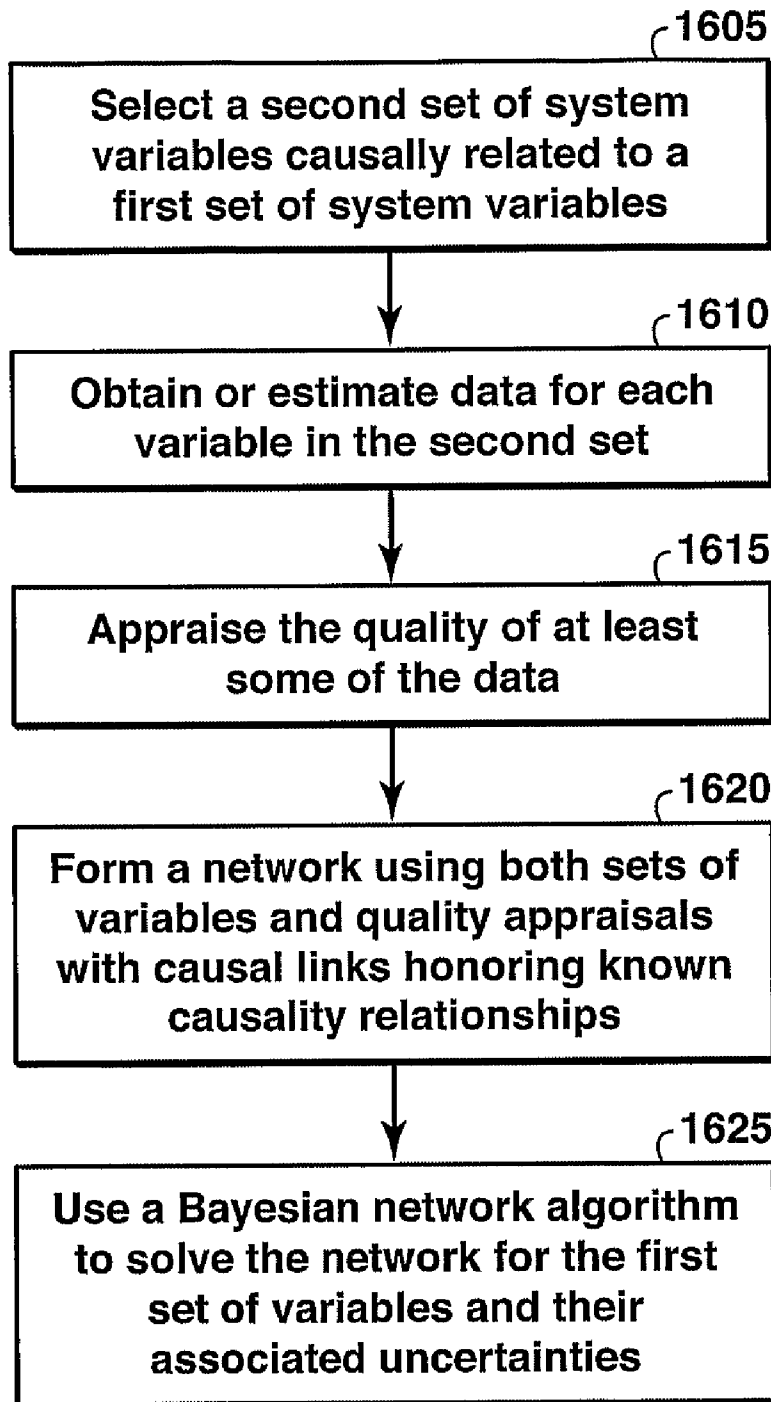 1605
Select a second set of system
variables causally related to a
first set of system variables
1610
Obtain or estimate data for each
variable in the second set
1615
Appraise the quality of at least
some of the data
1620
Form a network using both sets of
variables and quality appraisals
with causal links honoring known
causality relationships
1625
Use a Bayesian network algorithm
to solve the network for the first
set of variables and their
associated uncertainties